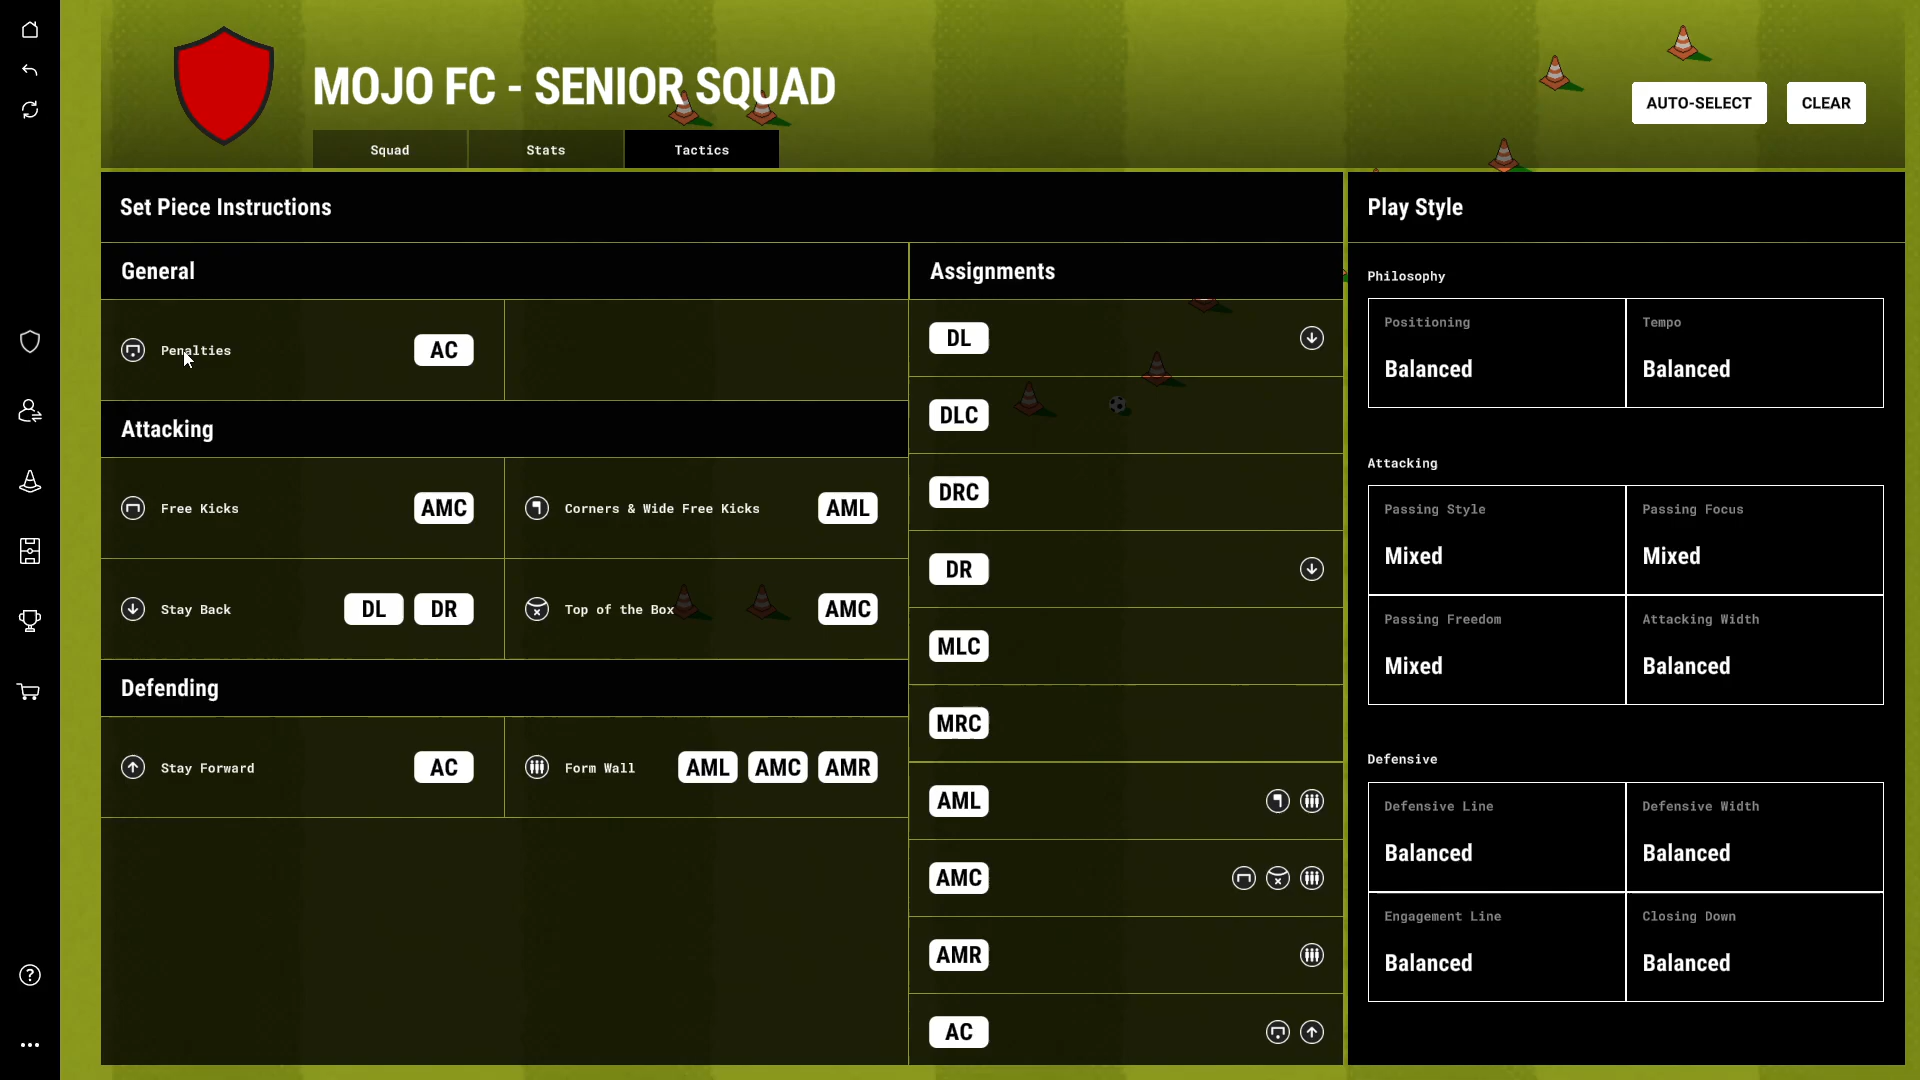 MOJO FC - SENIOR SQUAD
AUTO-SELECT
CLEAR
Squad
Stats
Tactics
Set Piece Instructions
General
Penalties
AC
Attacking
Free Kicks
AMC
Corners & Wide Free Kicks
AML
Stay Back
DL DR
Top of the Box
AMC
Defending
Stay Forward
AC
Form Wall
AML AMC AMR
Assignments
DL
DLC
DRC
DR
MLC
MRC
AML
AMC
AMR
AC
Play Style
Philosophy
Positioning
Balanced
Tempo
Balanced
Attacking
Passing Style
Mixed
Passing Focus
Mixed
Passing Freedom
Mixed
Attacking Width
Balanced
Defensive
Defensive Line
Balanced
Defensive Width
Balanced
Engagement Line
Balanced
Closing Down
Balanced